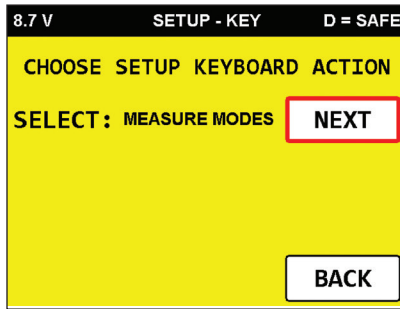 8.7 V SETUP - KEY D = SAFE
CHOOSE SETUP KEYBOARD ACTION
SELECT: MEASURE MODES NEXT
BACK